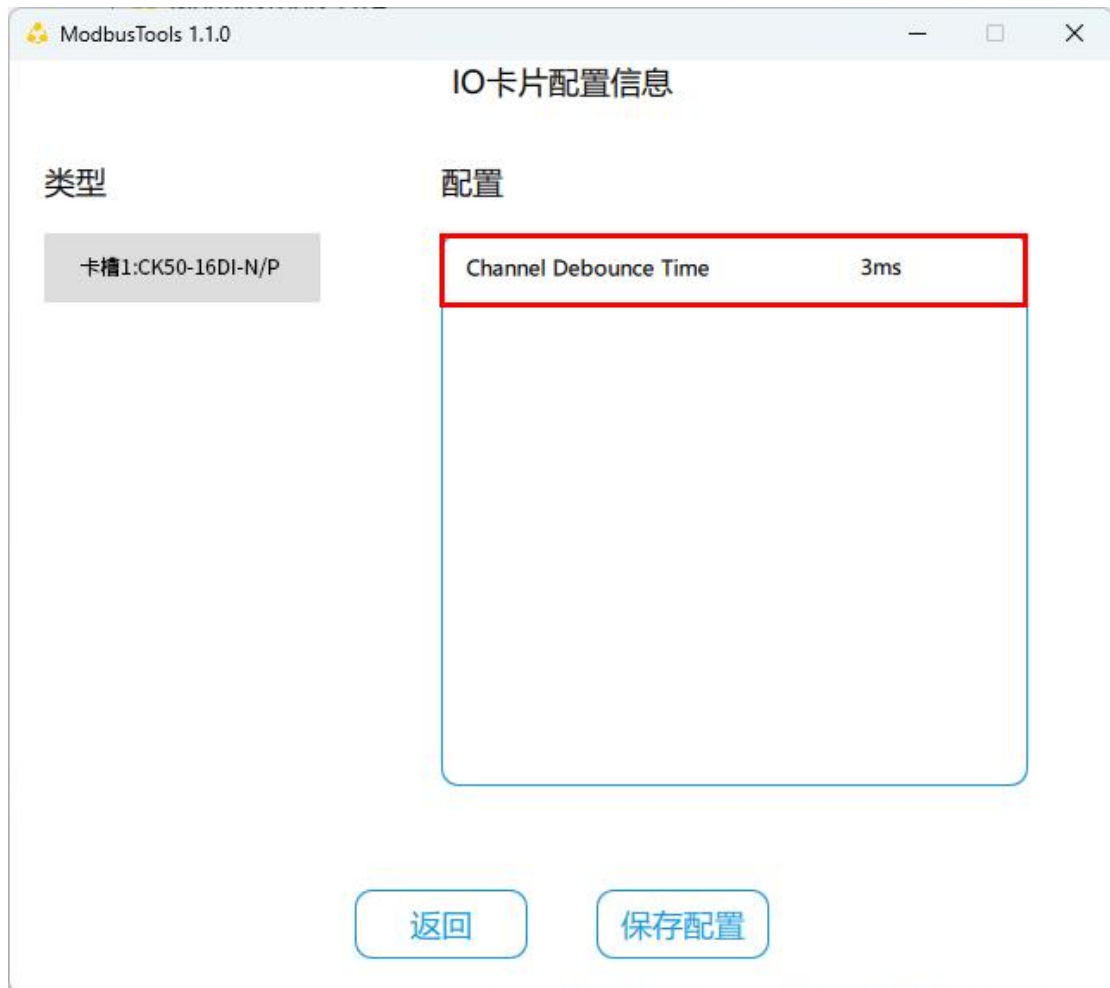 ModbusTools 1.1.0
IO卡片配置信息
类型
配置
卡槽1:CK50-16DI-N/P
Channel Debounce Time 3ms
返回
保存配置